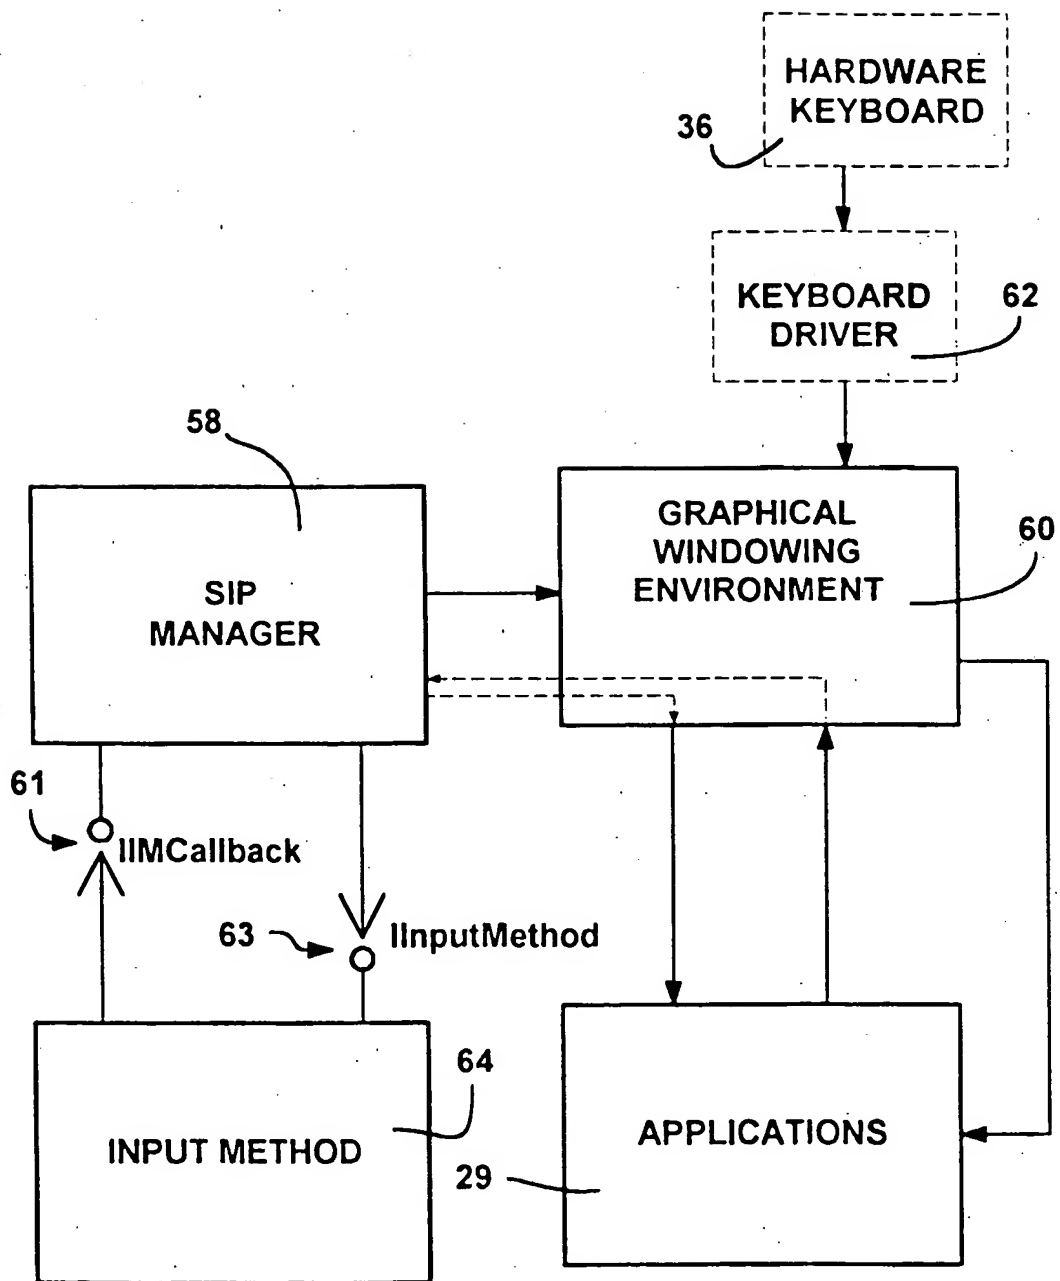 HARDWARE
KEYBOARD
36
KEYBOARD
DRIVER
62
58
GRAPHICAL
WINDOWING
ENVIRONMENT
60
SIP
MANAGER
61
IIMCallback
63
IInputMethod
64
INPUT METHOD
APPLICATIONS
29